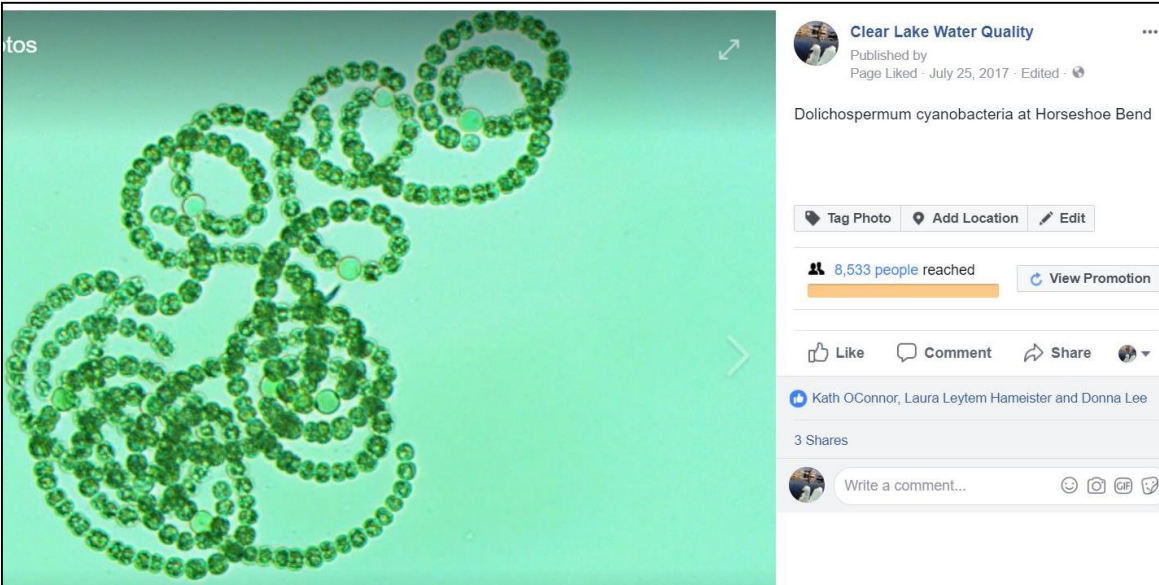 otos
Clear Lake Water Quality
Published by
Page Liked · July 25, 2017 · Edited ·
Dolichospermum cyanobacteria at Horseshoe Bend
Tag Photo
Add Location
Edit
8,533 people reached
View Promotion
Like
Comment
Share
Kath OConnor, Laura Leytem Hameister and Donna Lee
3 Shares
Write a comment...
GIF